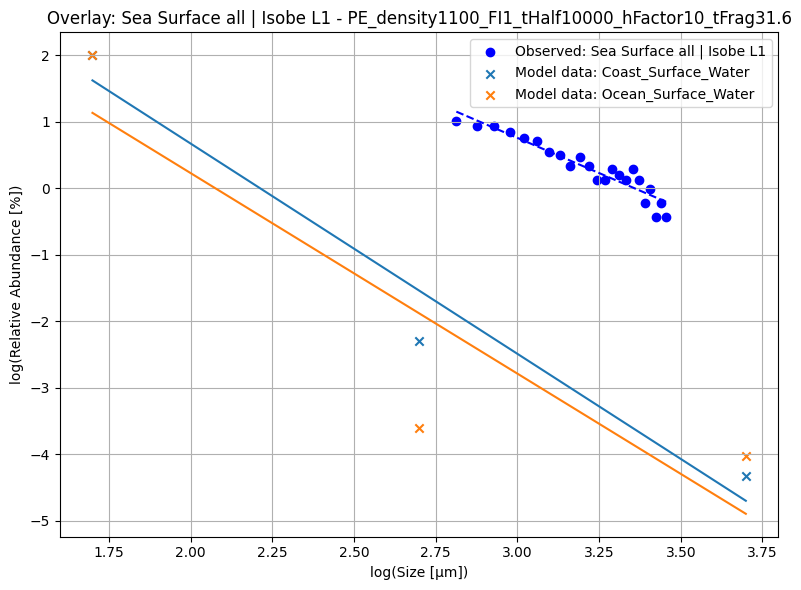 Overlay: Sea Surface all | Isobe L1 - PE_density1100_FI1_tHalf10000_hFactor10_tFrag31.6
Observed: Sea Surface all | Isobe L1
Model data: Coast_Surface_Water
Model data: Ocean_Surface_Water
log(Relative Abundance [%])
2
1
0
−1
−2
−3
−4
−5
1.75
2.00
2.25
2.50
2.75
3.00
3.25
3.50
3.75
log(Size [µm])